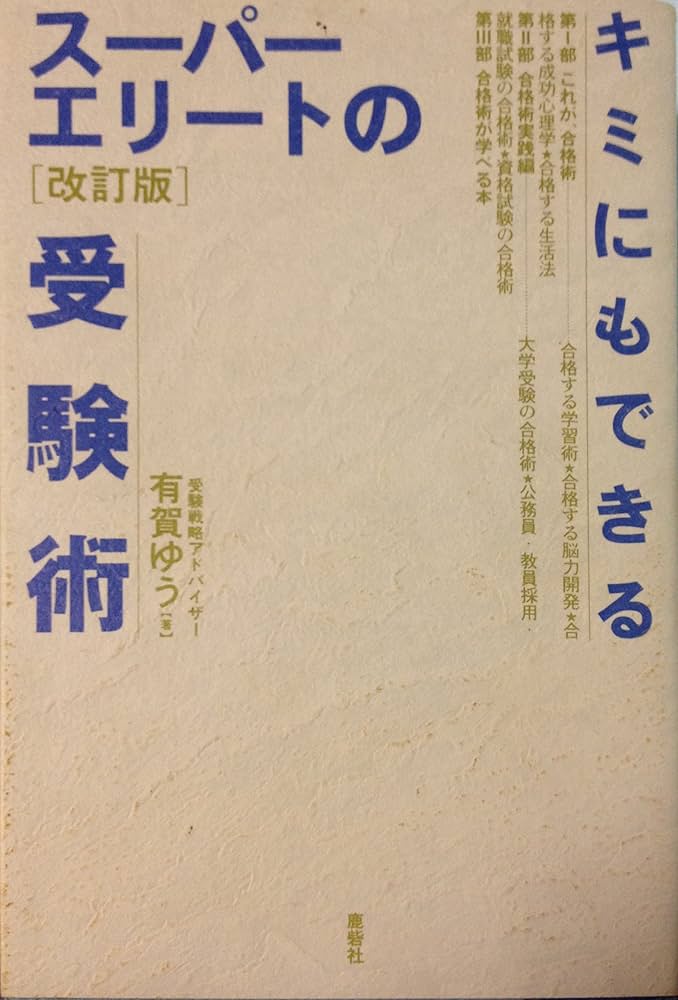 キミにもできる
スーパー
エリートの
[改訂版]
受験術
第Ⅰ部 これが、合格術……合格する学習術★合格する脳力開発★合
格する成功心理学★合格する生活法
第Ⅱ部 合格術実践編……大学受験の合格術★公務員・教員採用・
就職試験の合格術★資格試験の合格術
第Ⅲ部 合格術が学べる本
受験戦略アドバイザー
有賀ゆう[著]
鹿砦社